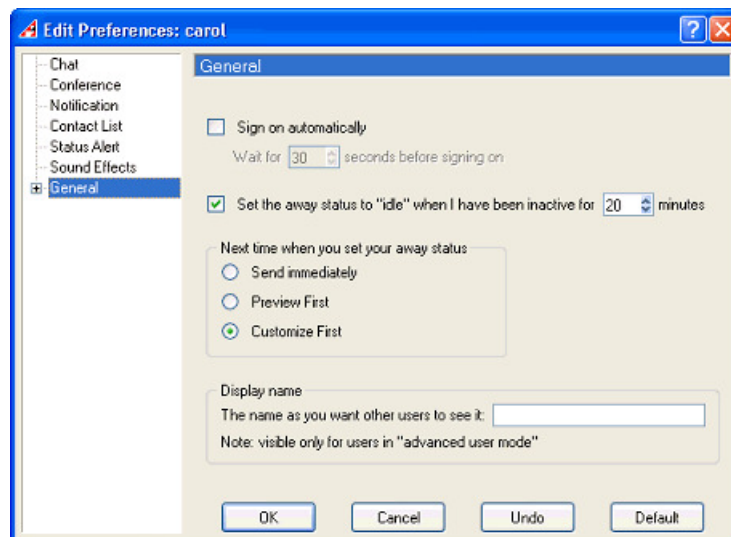 Edit Preferences: carol
Chat
Conference
Notification
Contact List
Status Alert
Sound Effects
General
General
Sign on automatically
Wait for 30 seconds before signing on
Set the away status to "idle" when I have been inactive for 20 minutes
Next time when you set your away status
Send immediately
Preview First
Customize First
Display name
The name as you want other users to see it:
Note: visible only for users in "advanced user mode"
OK Cancel Undo Default